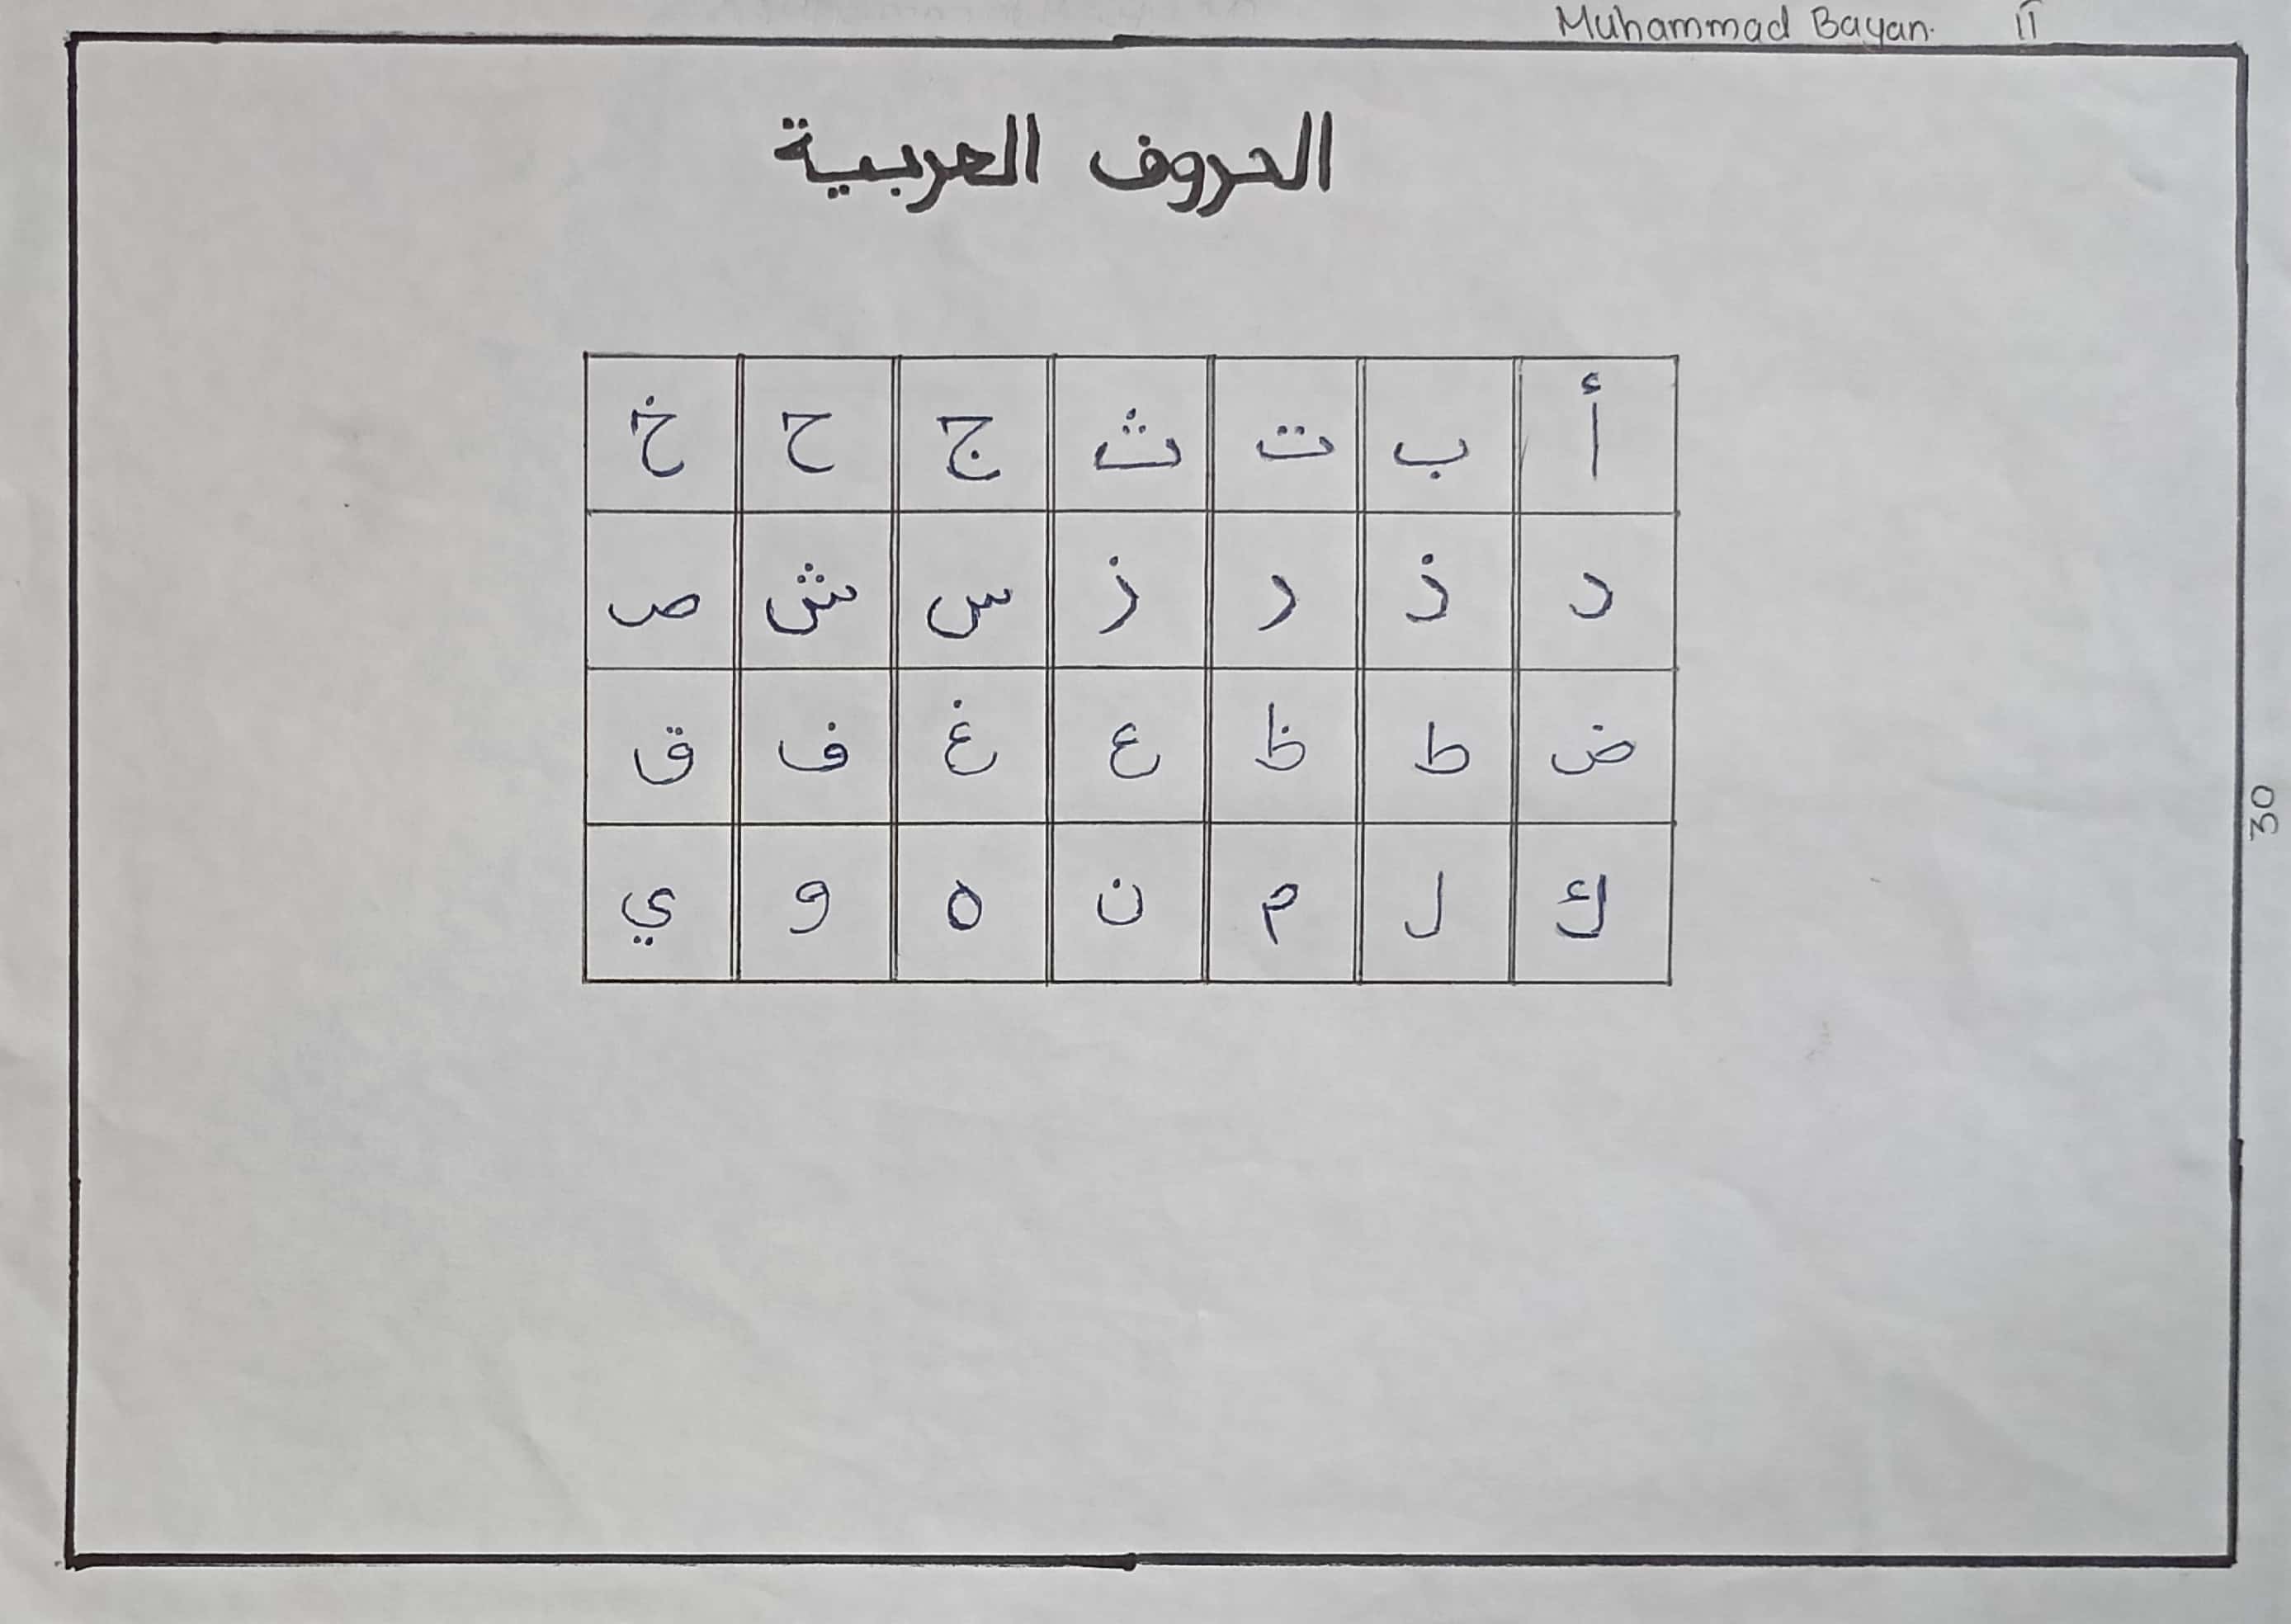 Muhammad Bayan. II
الحروف العربية
أ ب ت ث ج ح خ
د ذ ر ز س ش ص
ض ط ظ ع غ ف ق
ك ل م ن ه و ي
30